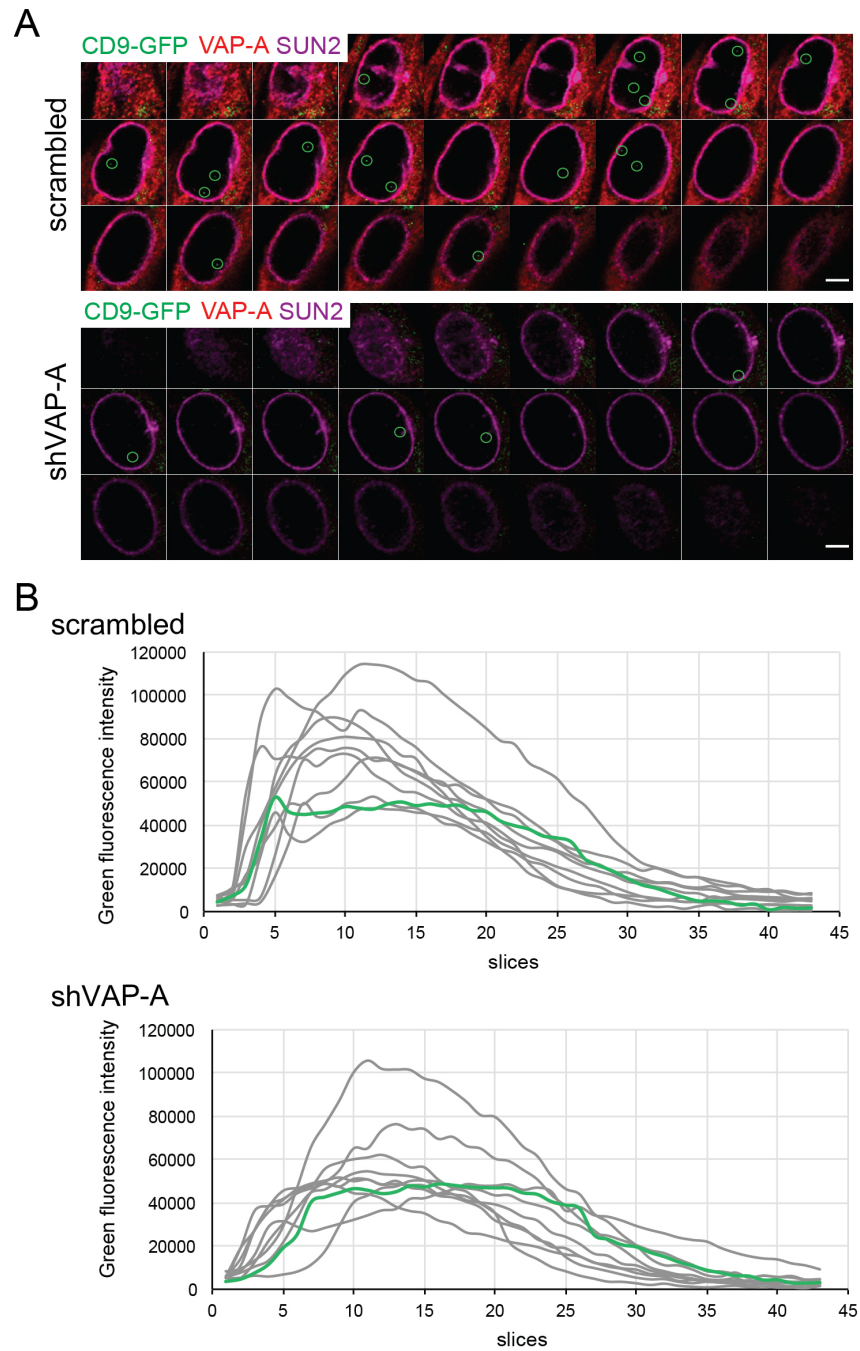 A
CD9-GFP VAP-A SUN2
scrambled
CD9-GFP VAP-A SUN2
shVAP-A
B
scrambled
Green fluorescence intensity
120000
100000
80000
60000
40000
20000
0
0 5 10 15 20 25 30 35 40 45
slices
shVAP-A
Green fluorescence intensity
120000
100000
80000
60000
40000
20000
0
0 5 10 15 20 25 30 35 40 45
slices